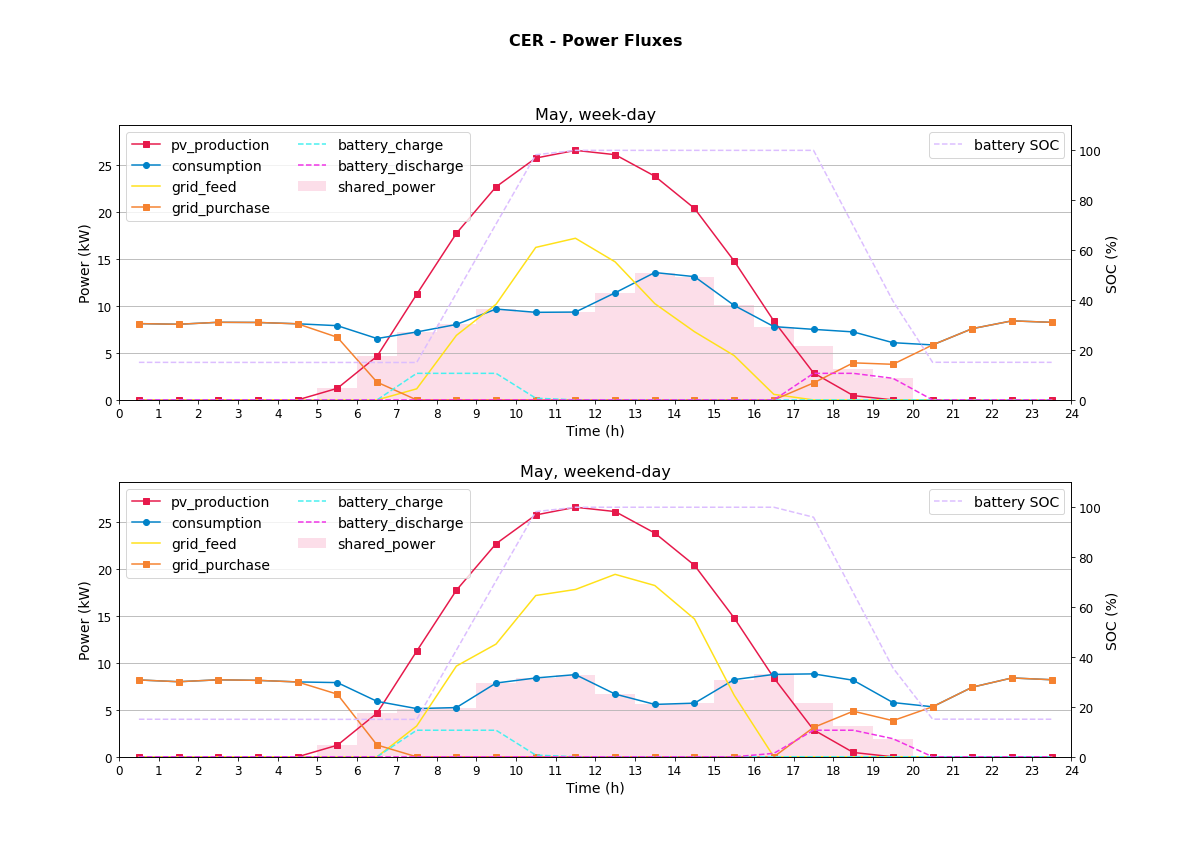 CER - Power Fluxes
May, week-day
pv_production
consumption
grid_feed
grid_purchase
battery_charge
battery_discharge
shared_power
battery SOC
Power (kW)
0
5
10
15
20
25
SOC (%)
0
20
40
60
80
100
0 1 2 3 4 5 6 7 8 9 10 11 12 13 14 15 16 17 18 19 20 21 22 23 24
Time (h)
May, weekend-day
pv_production
consumption
grid_feed
grid_purchase
battery_charge
battery_discharge
shared_power
battery SOC
Power (kW)
0
5
10
15
20
25
SOC (%)
0
20
40
60
80
100
0 1 2 3 4 5 6 7 8 9 10 11 12 13 14 15 16 17 18 19 20 21 22 23 24
Time (h)